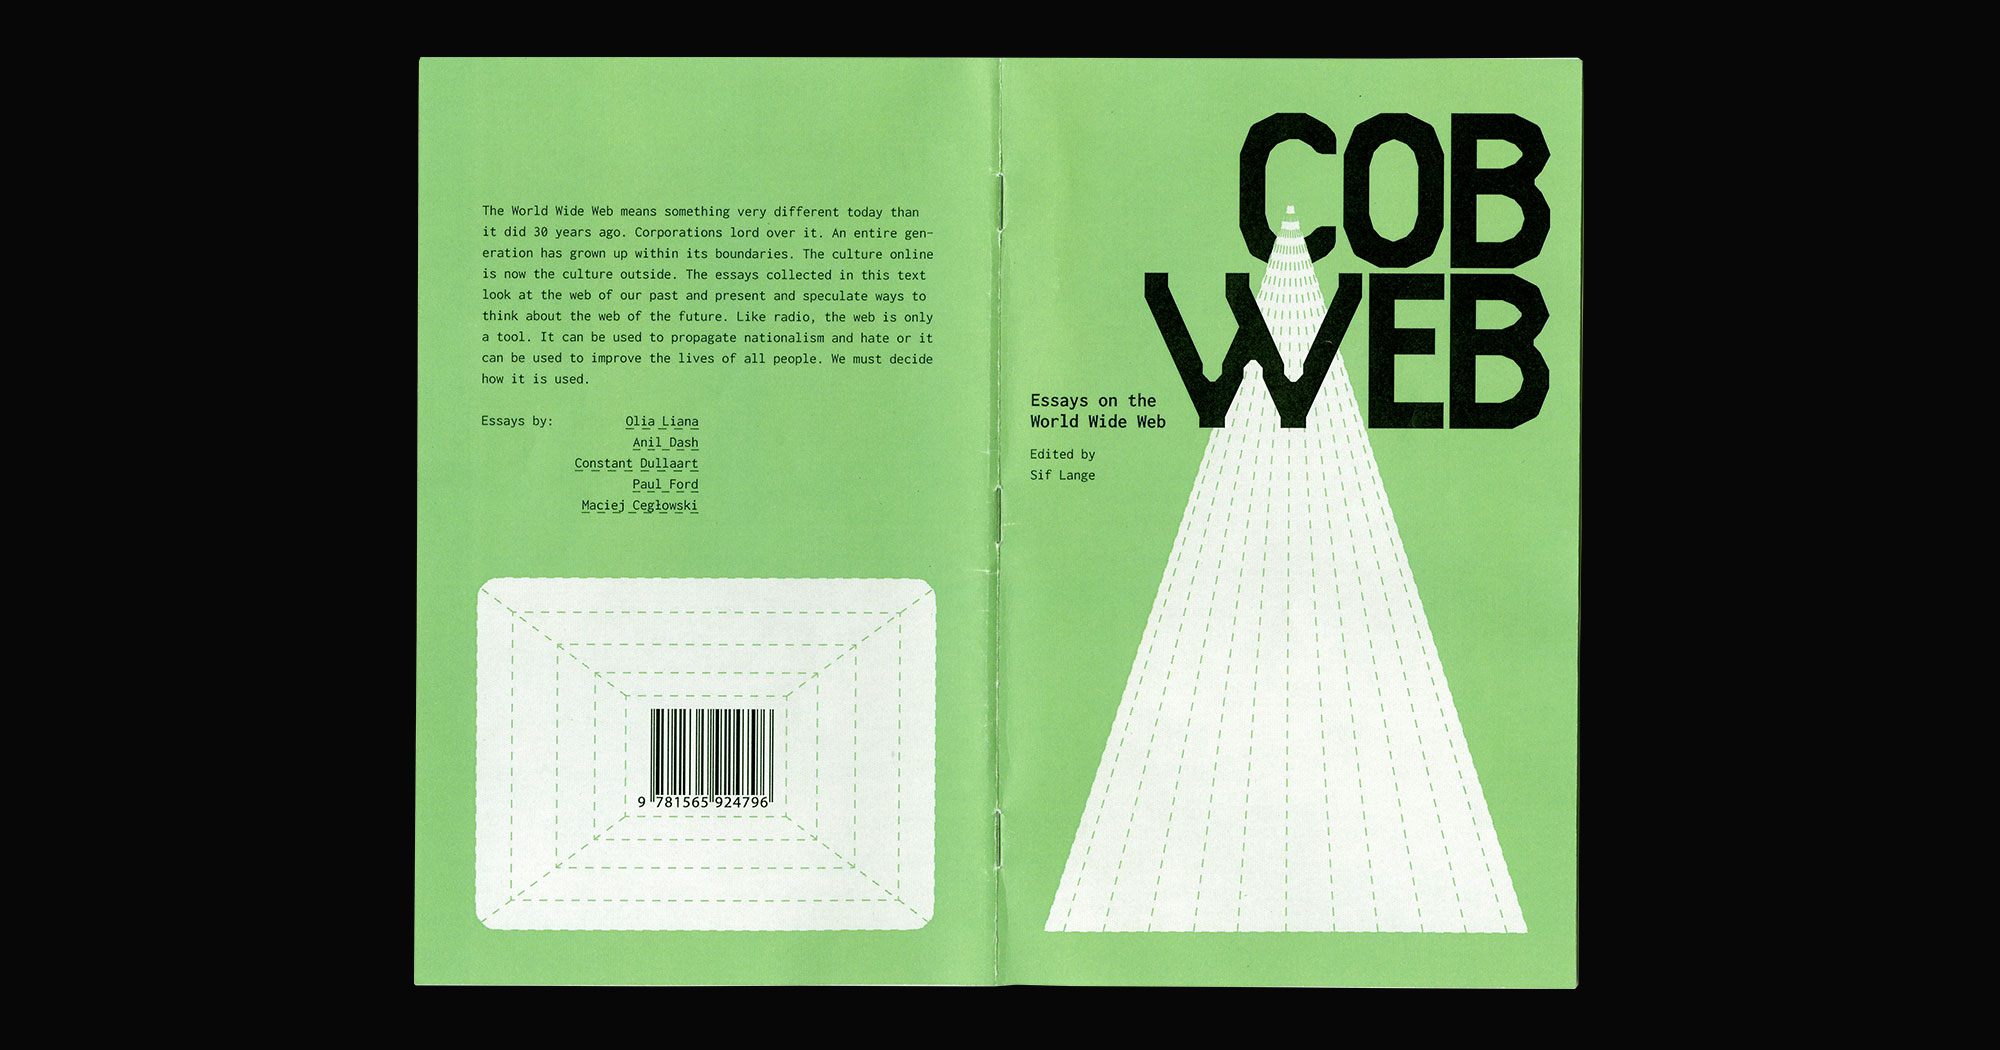 The World Wide Web means something very different today than
it did 30 years ago. Corporations lord over it. An entire gen-
eration has grown up within its boundaries. The culture online
is now the culture outside. The essays collected in this text
look at the web of our past and present and speculate ways to
think about the web of the future. Like radio, the web is only
a tool. It can be used to propagate nationalism and hate or it
can be used to improve the lives of all people. We must decide
how it is used.
Essays by: Olia Liana
Anil Dash
Constant Dullaart
Paul Ford
Maciej Cegłowski
9 781565 924796
COB
WEB
Essays on the
World Wide Web
Edited by
Sif Lange